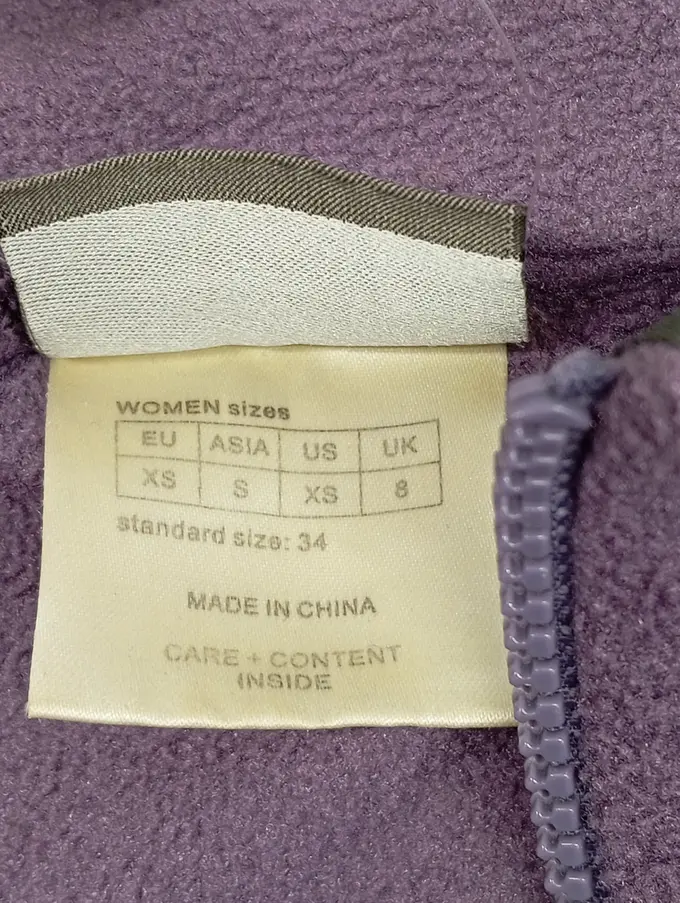 WOMEN sizes
EU ASIA US UK
XS S XS 8
standard size: 34
MADE IN CHINA
CARE + CONTENT
INSIDE